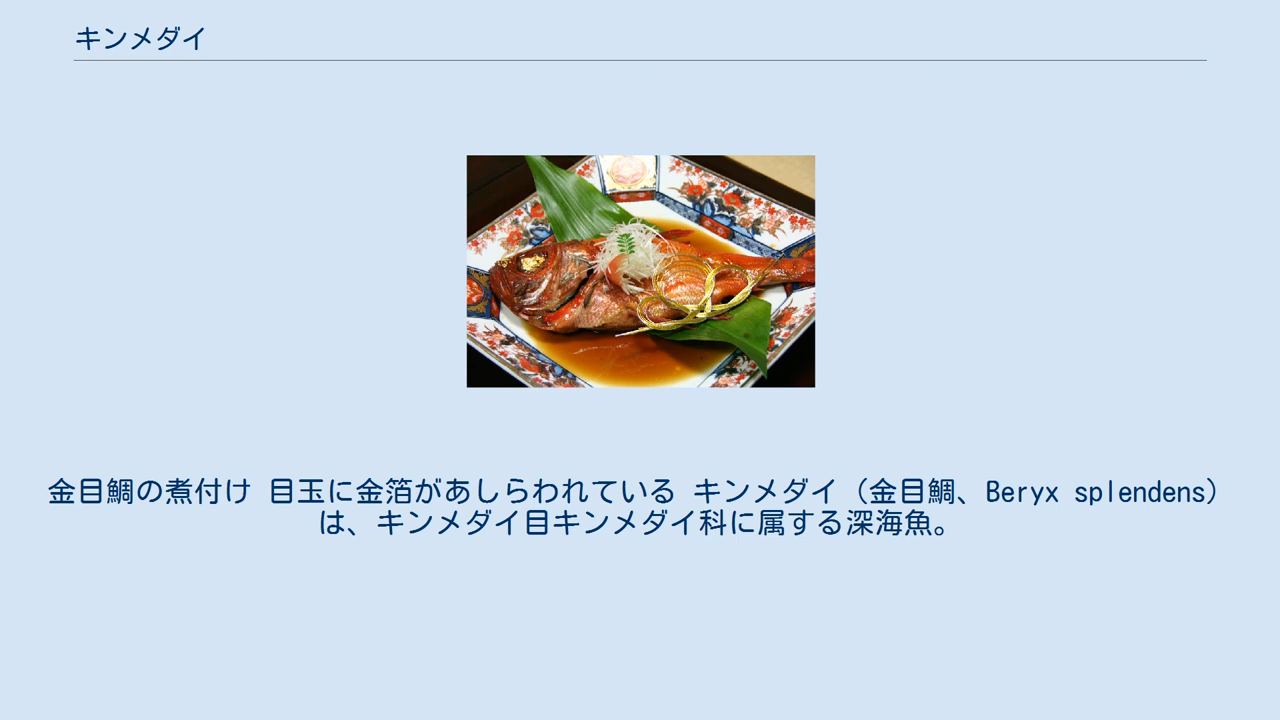 キンメダイ
金目鯛の煮付け 目玉に金箔があしらわれている キンメダイ（金目鯛、Beryx splendens）
は、キンメダイ目キンメダイ科に属する深海魚。